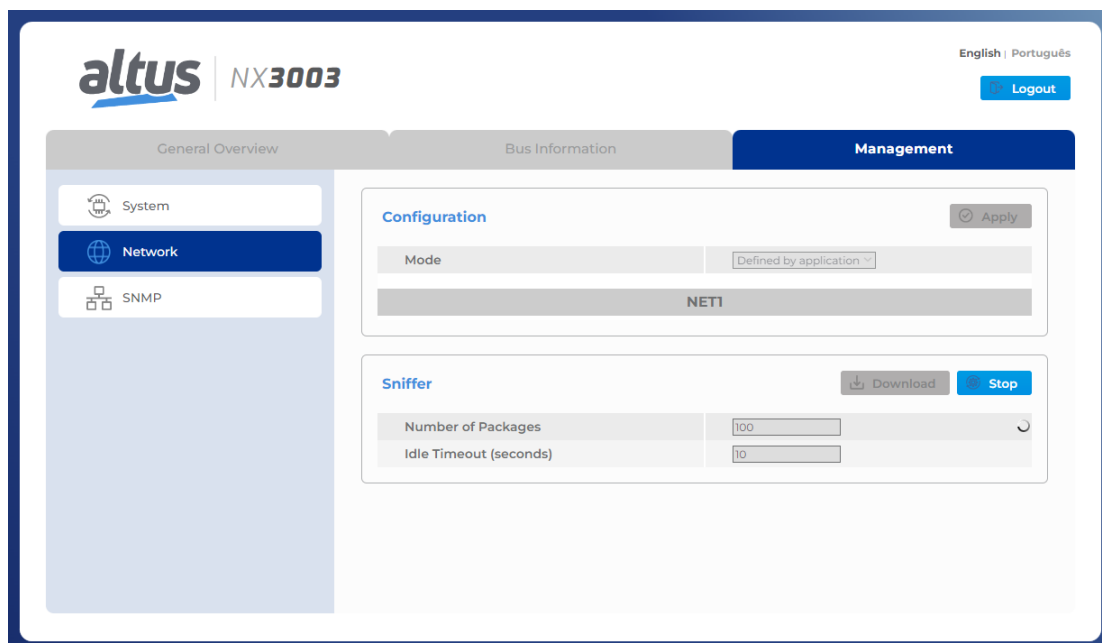 English | Português
altus | NX3003
Logout
General Overview
Bus Information
Management
System
Network
SNMP
Configuration
Apply
Mode
Defined by application
NET1
Sniffer
Download
Stop
Number of Packages
100
Idle Timeout (seconds)
10